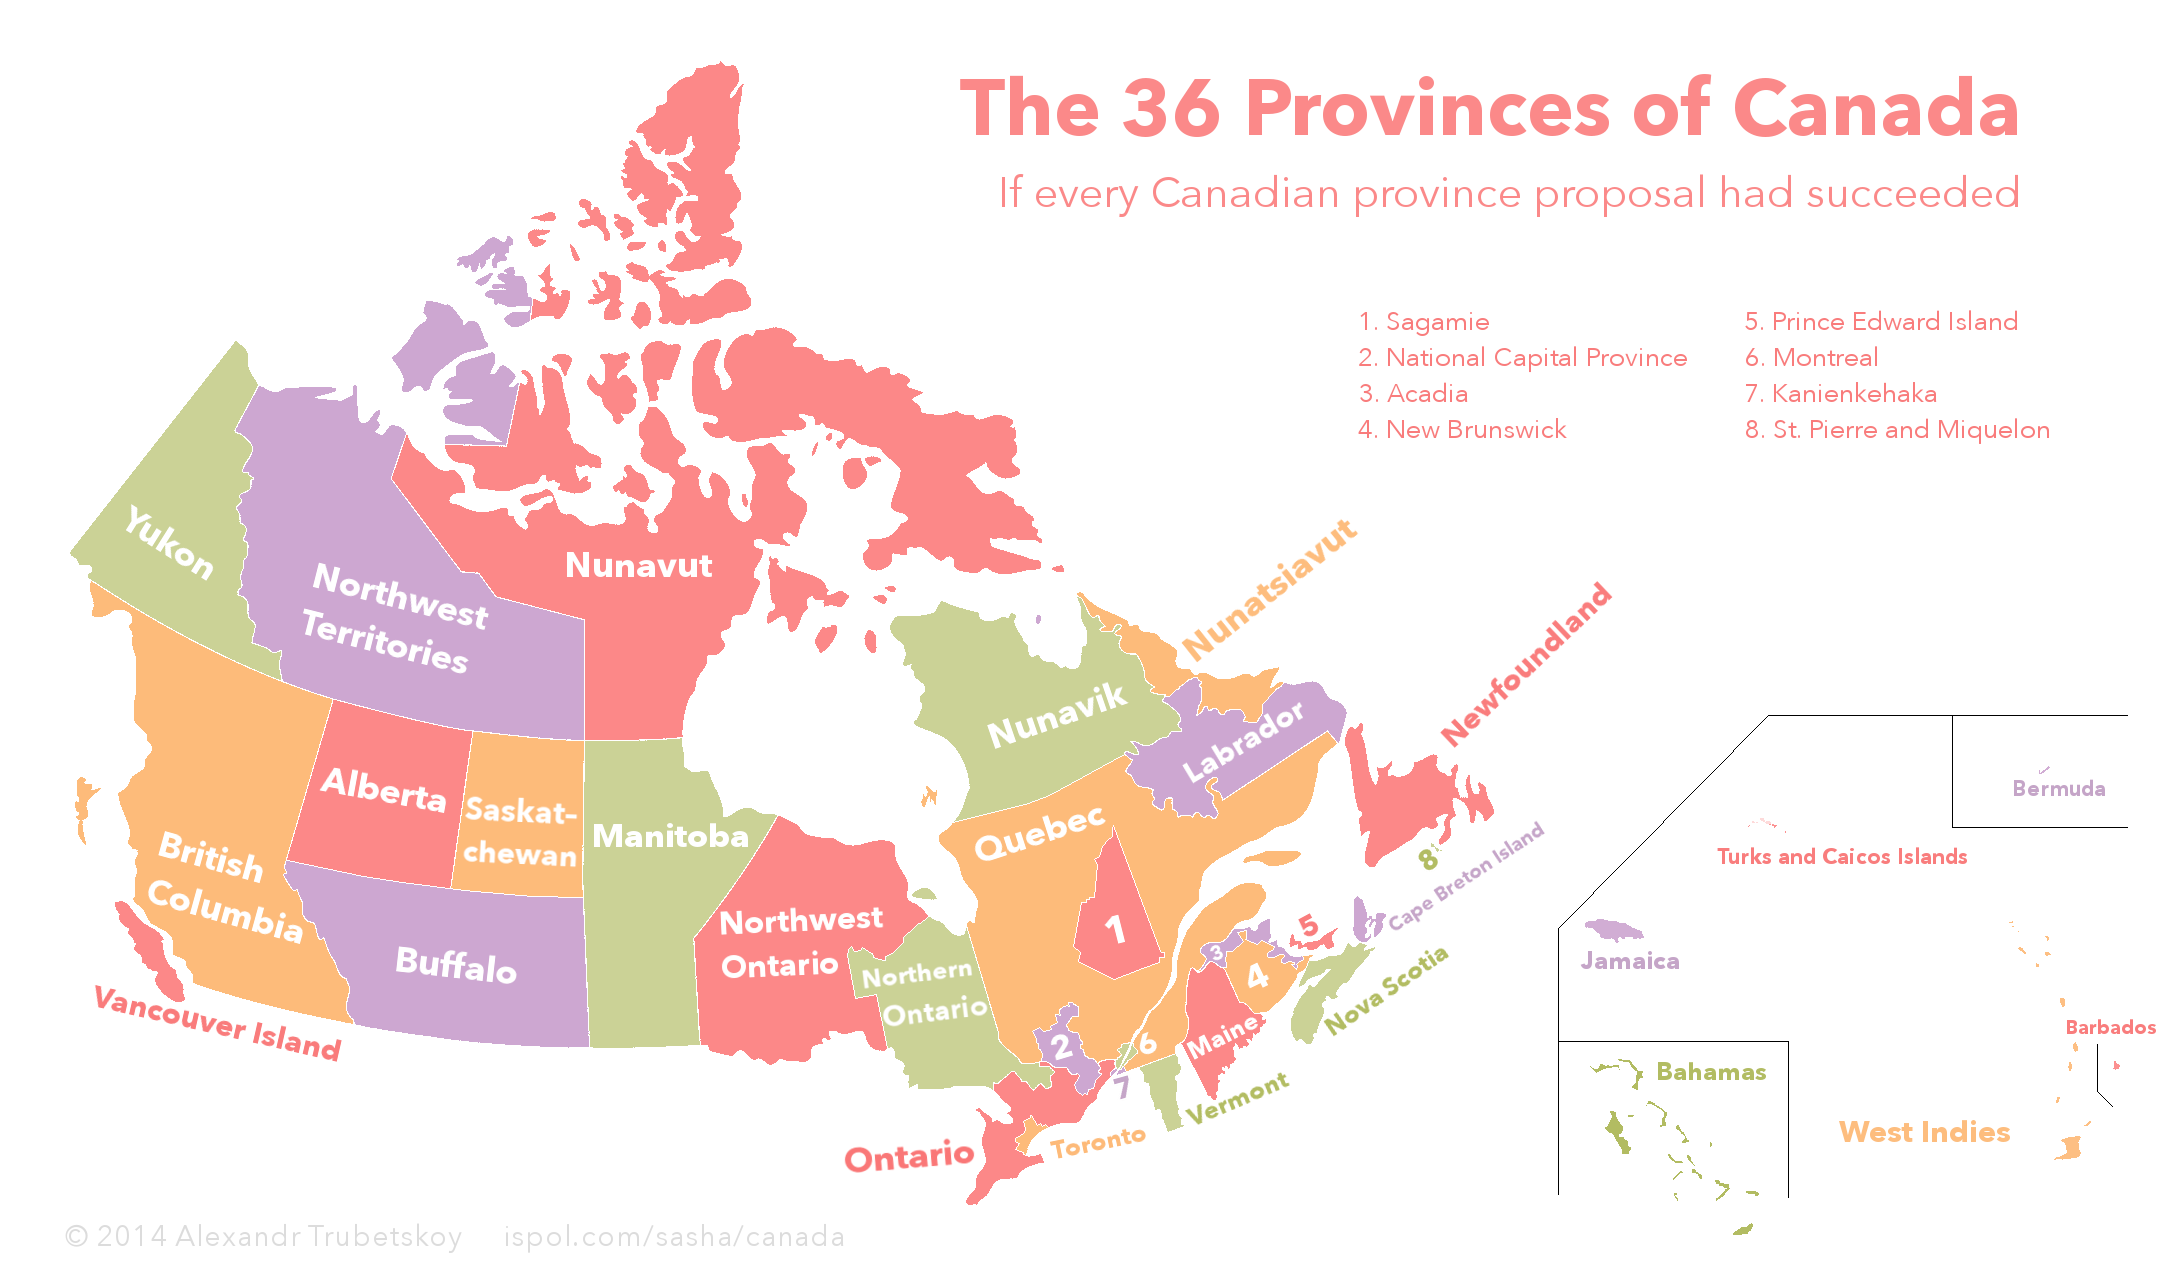 The 36 Provinces of Canada
If every Canadian province proposal had succeeded
1. Sagamie
2. National Capital Province
3. Acadia
4. New Brunswick
5. Prince Edward Island
6. Montreal
7. Kanienkehaka
8. St. Pierre and Miquelon
Yukon
Northwest
Territories
Nunavut
British
Columbia
Alberta
Saskat-
chewan
Manitoba
Buffalo
Vancouver Island
Northwest
Ontario
Northern
Ontario
Ontario
Toronto
Nunavik
Quebec
Nunatsiavut
Labrador
Newfoundland
Cape Breton Island
Nova Scotia
Maine
Vermont
1
2
3
4
5
6
7
8
Bermuda
Turks and Caicos Islands
Jamaica
Barbados
Bahamas
West Indies
© 2014 Alexandr Trubetskoy
ispol.com/sasha/canada